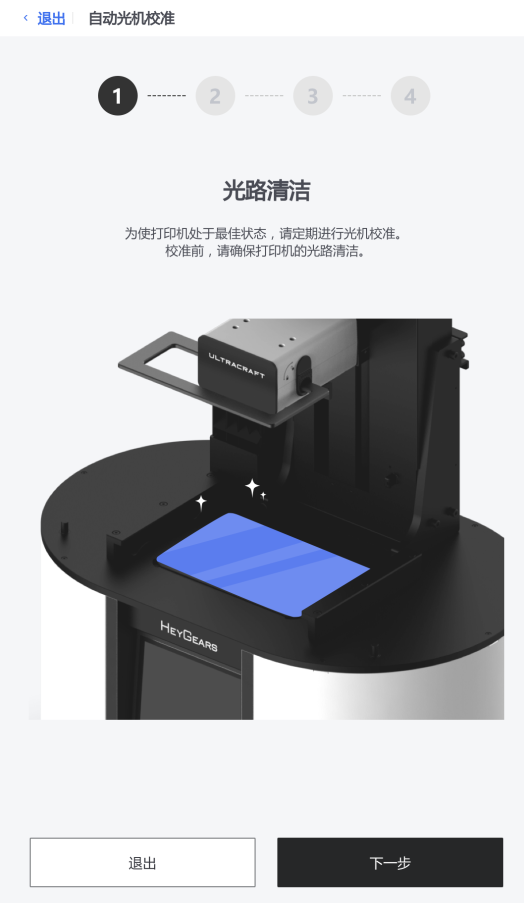 退出
自动光机校准
1 2 3 4
光路清洁
为使打印机处于最佳状态，请定期进行光机校准。
校准前，请确保打印机的光路清洁。
ULTRACRAFT
HEYGEARS
退出
下一步